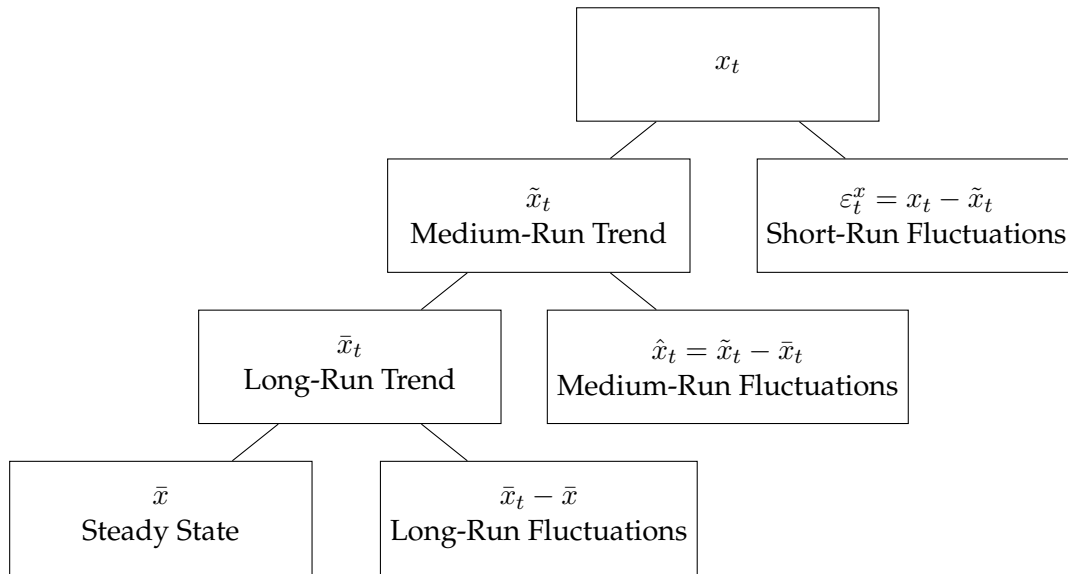 x_t
x̃_t
Medium-Run Trend
ε_t^x = x_t − x̃_t
Short-Run Fluctuations
x̄_t
Long-Run Trend
x̂_t = x̃_t − x̄_t
Medium-Run Fluctuations
x̄
Steady State
x̄_t − x̄
Long-Run Fluctuations